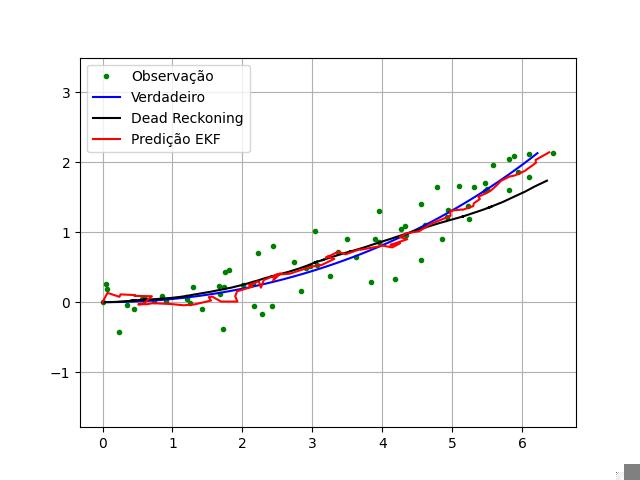 Observação
Verdadeiro
Dead Reckoning
Predição EKF
3
2
1
0
−1
0 1 2 3 4 5 6